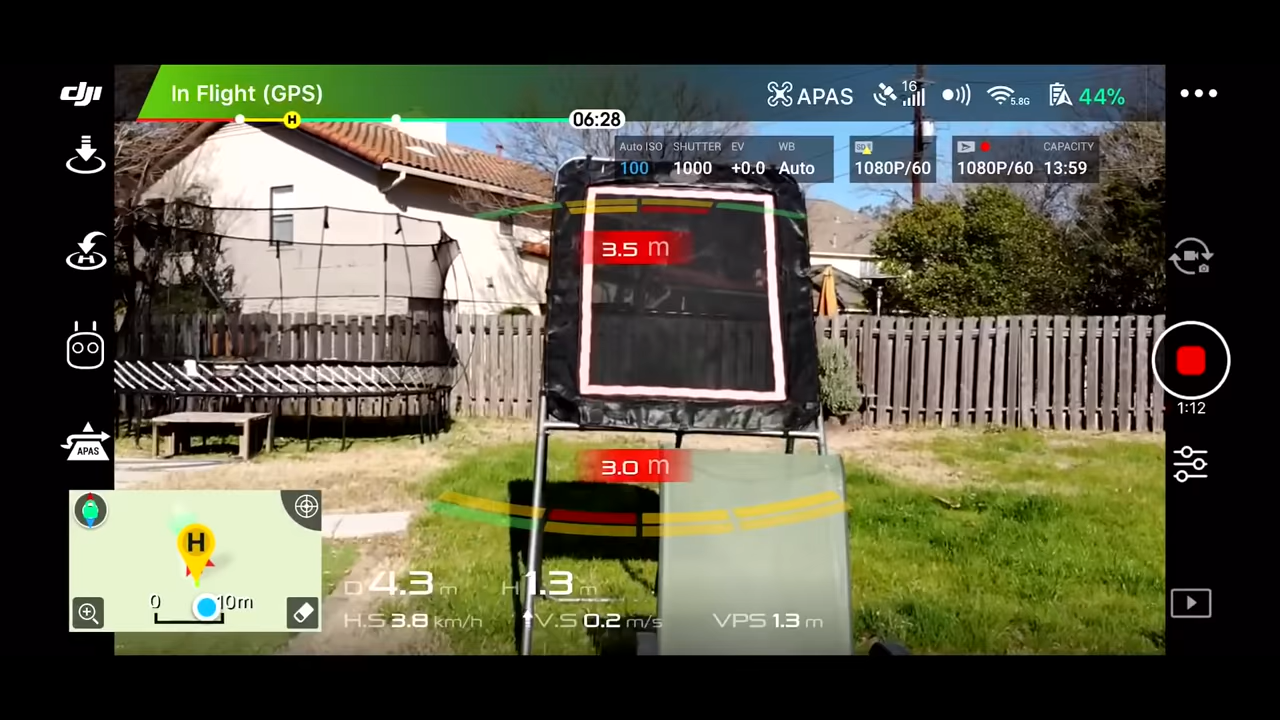 dji
In Flight (GPS)
APAS
16
5.8G
44%
H
06:28
Auto ISO SHUTTER EV WB
100 1000 +0.0 Auto
SD
1080P/60
1080P/60
CAPACITY
13:59
H
3.5 m
APAS
1:12
3.0 m
H
0 10m
D 4.3 m H 1.3 m
H.S 3.8 km/h V.S 0.2 m/s VPS 1.3 m